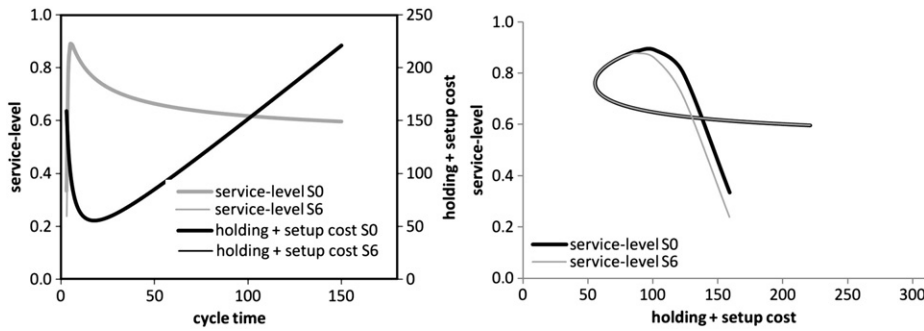 1.0
0.8
0.6
0.4
0.2
0.0
service-level
250
200
150
100
50
0
holding + setup cost
service-level S0
service-level S6
holding + setup cost S0
holding + setup cost S6
0 50 100 150
cycle time
1.0
0.8
0.6
0.4
0.2
0.0
service-level
service-level S0
service-level S6
0 50 100 150 200 250 300
holding + setup cost